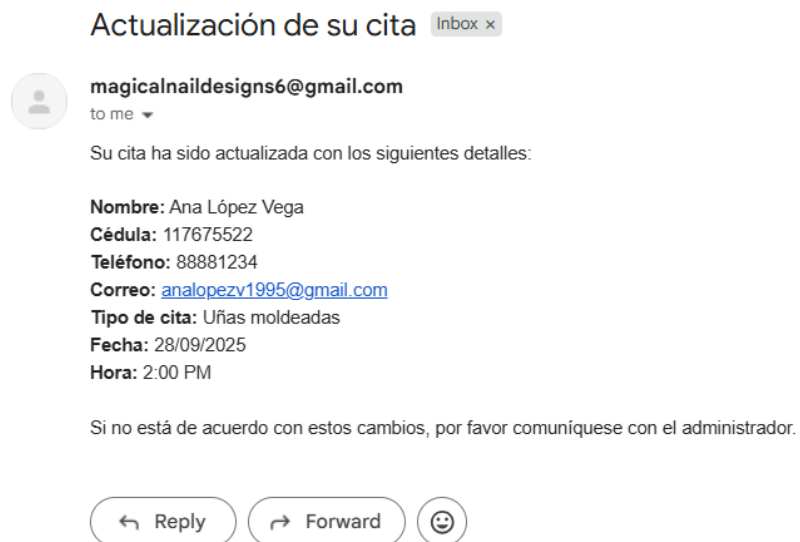 Actualización de su cita Inbox ×
magicalnaildesigns6@gmail.com
to me
Su cita ha sido actualizada con los siguientes detalles:
Nombre: Ana López Vega
Cédula: 117675522
Teléfono: 88881234
Correo: analopezv1995@gmail.com
Tipo de cita: Uñas moldeadas
Fecha: 28/09/2025
Hora: 2:00 PM
Si no está de acuerdo con estos cambios, por favor comuníquese con el administrador.
Reply Forward